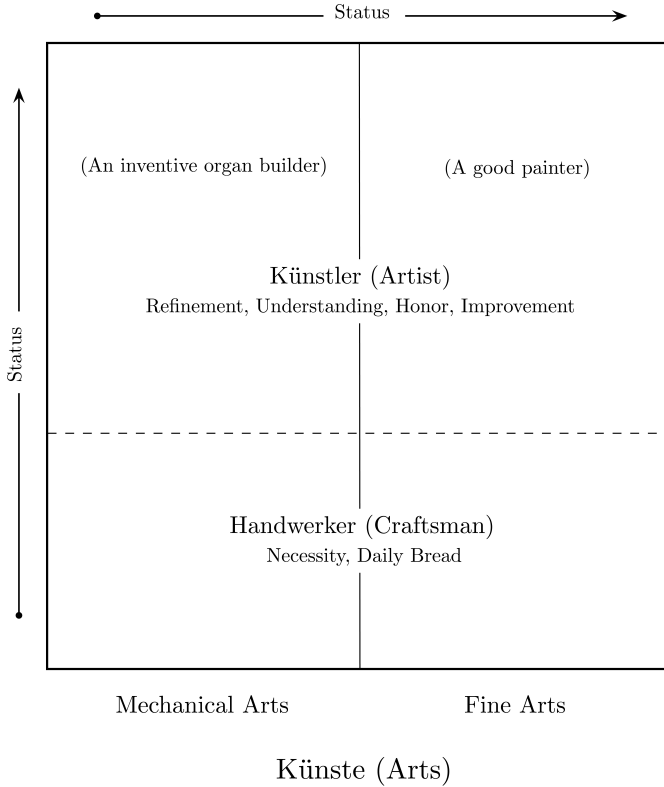 Status
(An inventive organ builder)
(A good painter)
Künstler (Artist)
Refinement, Understanding, Honor, Improvement
Status
Handwerker (Craftsman)
Necessity, Daily Bread
Mechanical Arts
Fine Arts
Künste (Arts)